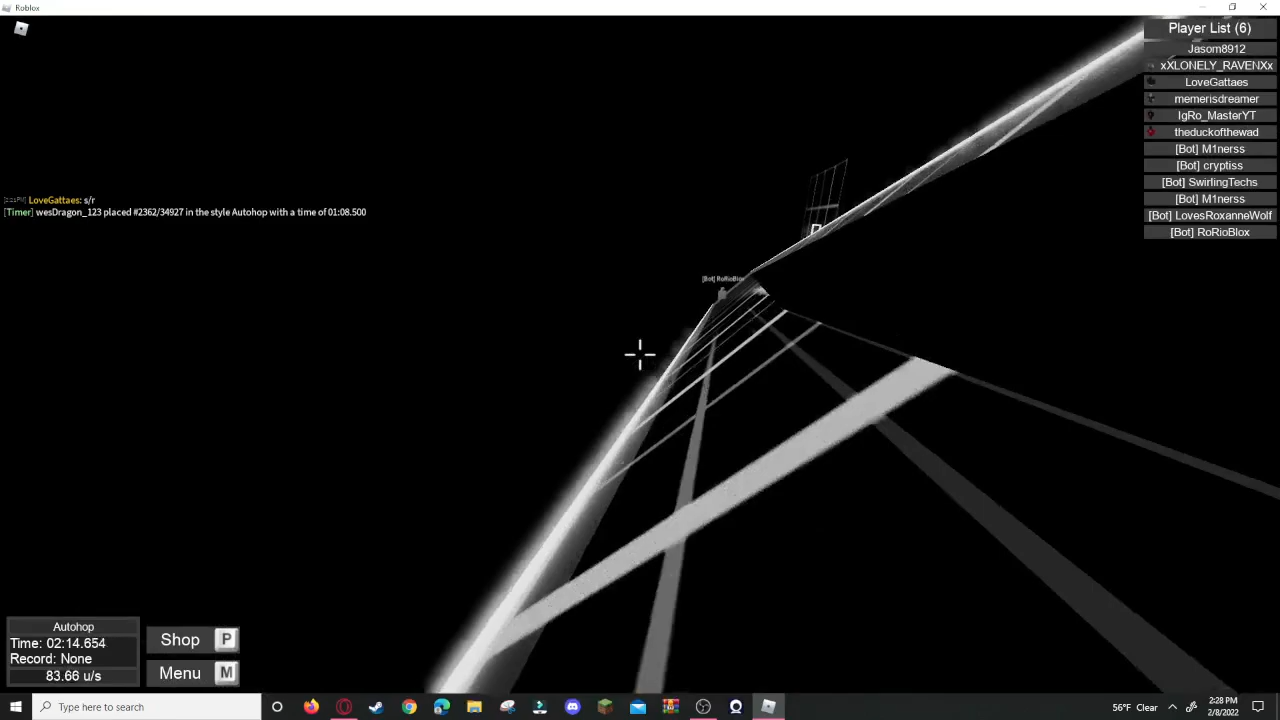 Roblox
Player List (6)
Jasom8912
xXLONELY_RAVENXx
LoveGattaes
memerisdreamer
IgRo_MasterYT
theduckofthewad
[Bot] M1nerss
[Bot] cryptiss
[Bot] SwirlingTechs
[Bot] M1nerss
[Bot] LovesRoxanneWolf
[Bot] RoRioBlox
LoveGattaes: s/r
[Timer] wesDragon_123 placed #2362/34927 in the style Autohop with a time of 01:08.500
[Bot] RoRioBlox
Autohop
Time: 02:14.654
Record: None
83.66 u/s
Shop P
Menu M
Type here to search
56°F Clear
2:28 PM
2/8/2022